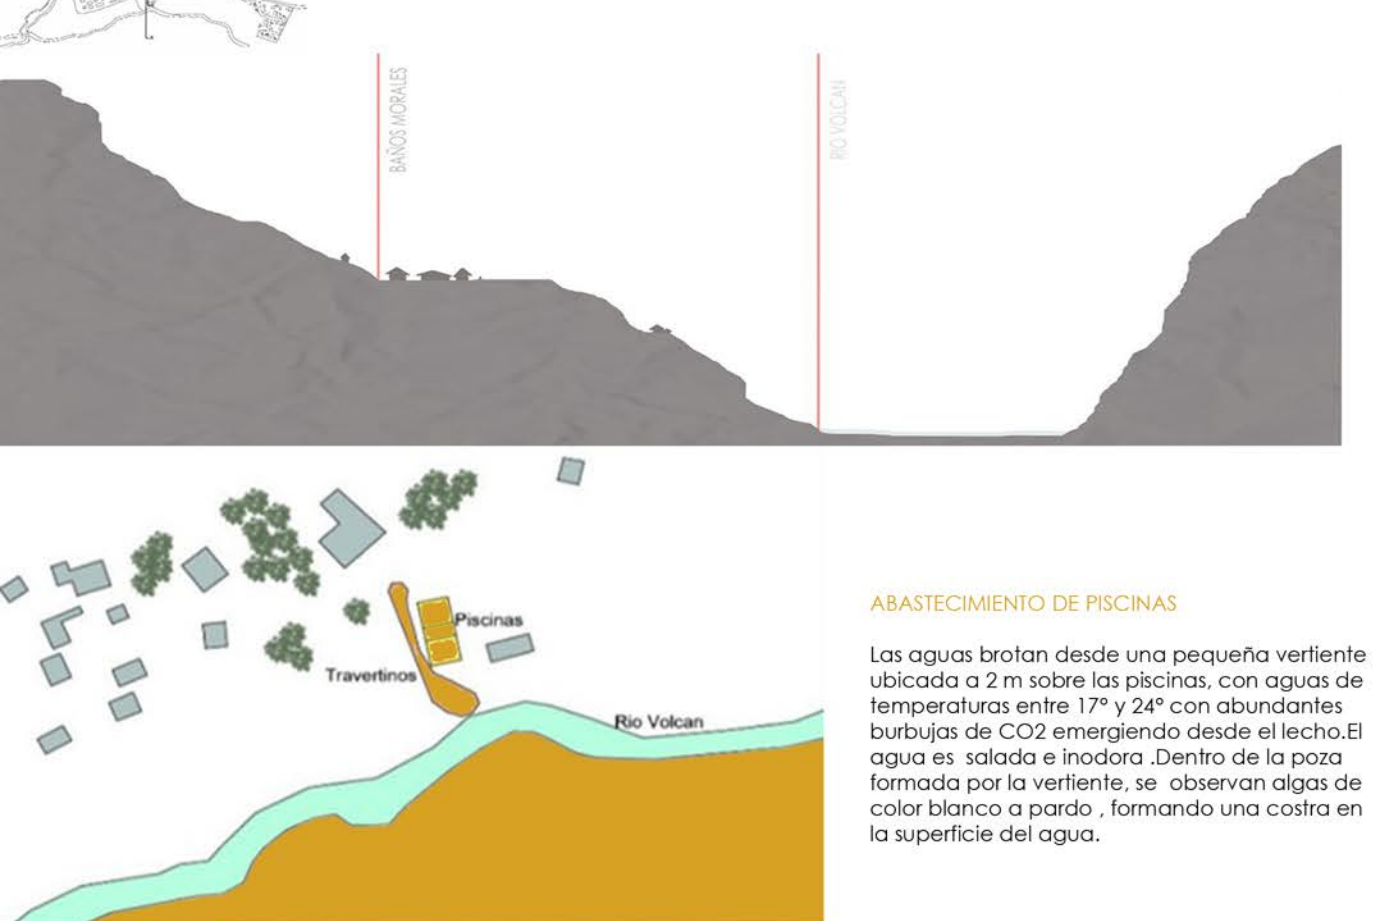 BAÑOS MORALES
RIO VOLCAN
Piscinas
Travertinos
Rio Volcan
ABASTECIMIENTO DE PISCINAS
Las aguas brotan desde una pequeña vertiente
ubicada a 2 m sobre las piscinas, con aguas de
temperaturas entre 17° y 24° con abundantes
burbujas de CO2 emergiendo desde el lecho.El
agua es  salada e inodora .Dentro de la poza
formada por la vertiente, se  observan algas de
color blanco a pardo , formando una costra en
la superficie del agua.